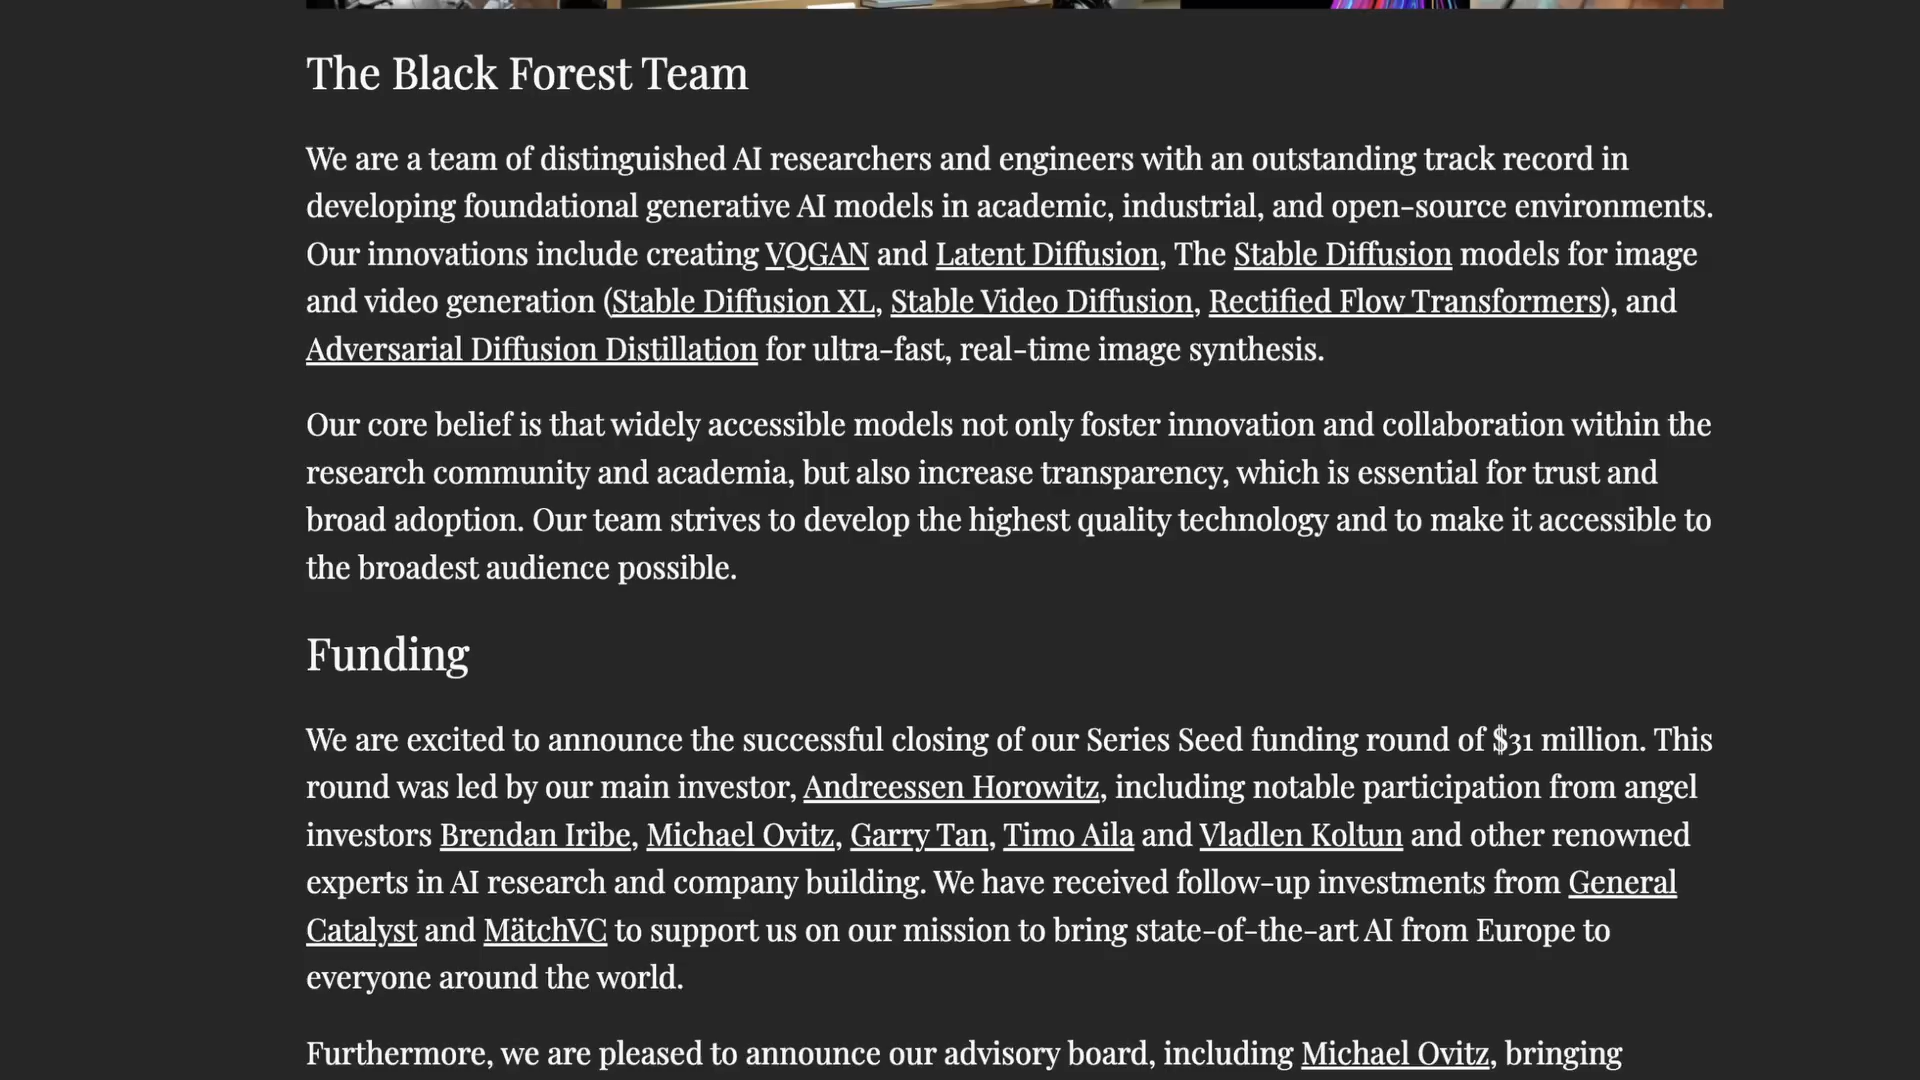 The Black Forest Team
We are a team of distinguished AI researchers and engineers with an outstanding track record in
developing foundational generative AI models in academic, industrial, and open-source environments.
Our innovations include creating VQGAN and Latent Diffusion, The Stable Diffusion models for image
and video generation (Stable Diffusion XL, Stable Video Diffusion, Rectified Flow Transformers), and
Adversarial Diffusion Distillation for ultra-fast, real-time image synthesis.
Our core belief is that widely accessible models not only foster innovation and collaboration within the
research community and academia, but also increase transparency, which is essential for trust and
broad adoption. Our team strives to develop the highest quality technology and to make it accessible to
the broadest audience possible.
Funding
We are excited to announce the successful closing of our Series Seed funding round of $31 million. This
round was led by our main investor, Andreessen Horowitz, including notable participation from angel
investors Brendan Iribe, Michael Ovitz, Garry Tan, Timo Aila and Vladlen Koltun and other renowned
experts in AI research and company building. We have received follow-up investments from General
Catalyst and MätchVC to support us on our mission to bring state-of-the-art AI from Europe to
everyone around the world.
Furthermore, we are pleased to announce our advisory board, including Michael Ovitz, bringing